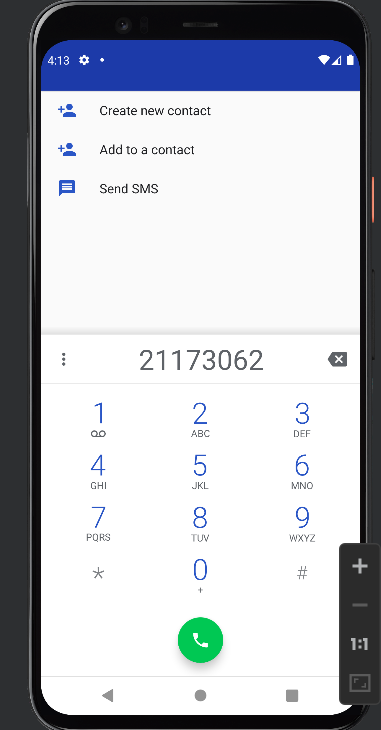 4:13
Create new contact
Add to a contact
Send SMS
21173062
1 2 3
ABC DEF
4 5 6
GHI JKL MNO
7 8 9
PQRS TUV WXYZ
* 0 #
+
1:1